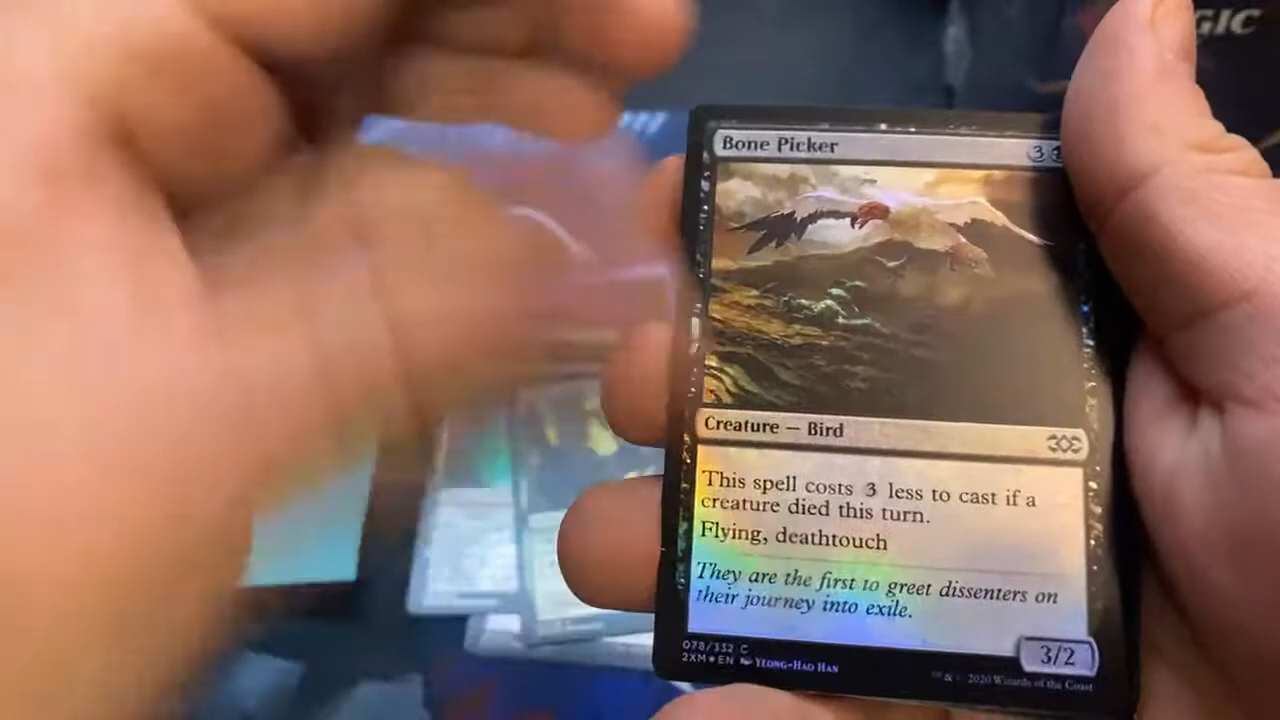 GIC
Bone Picker
3
Creature — Bird
This spell costs 3 less to cast if a
creature died this turn.
Flying, deathtouch
They are the first to greet dissenters on
their journey into exile.
3/2
078/332 C
2XM★EN Yeong-Hao Han
2020 Wizards of the Coast